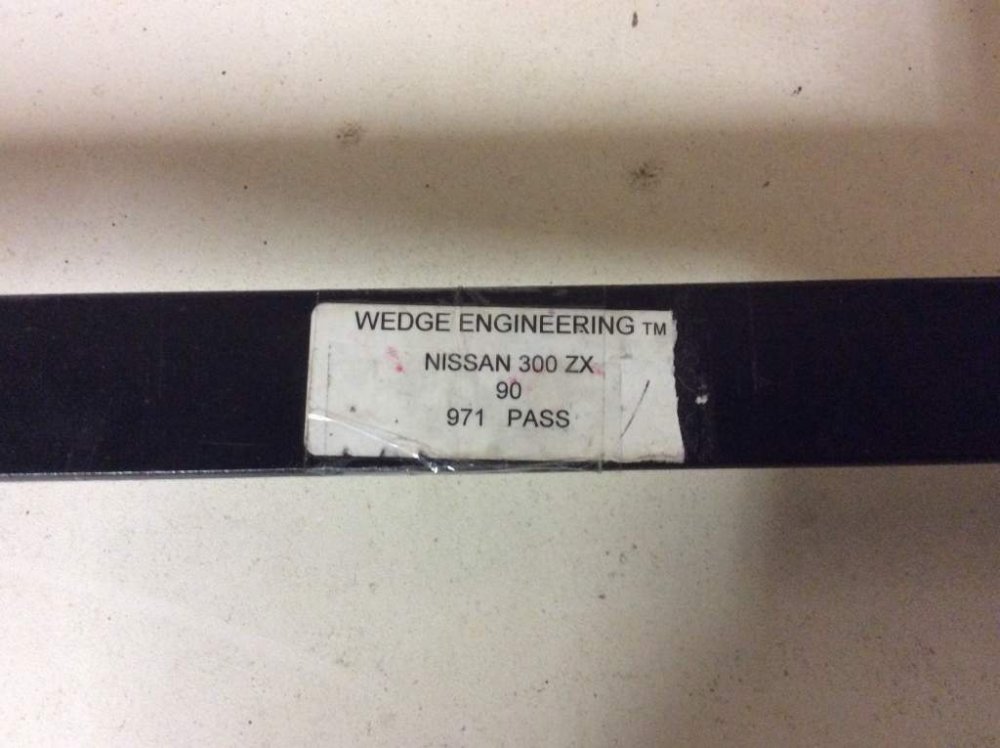 WEDGE ENGINEERING TM
NISSAN 300 ZX
90
971 PASS